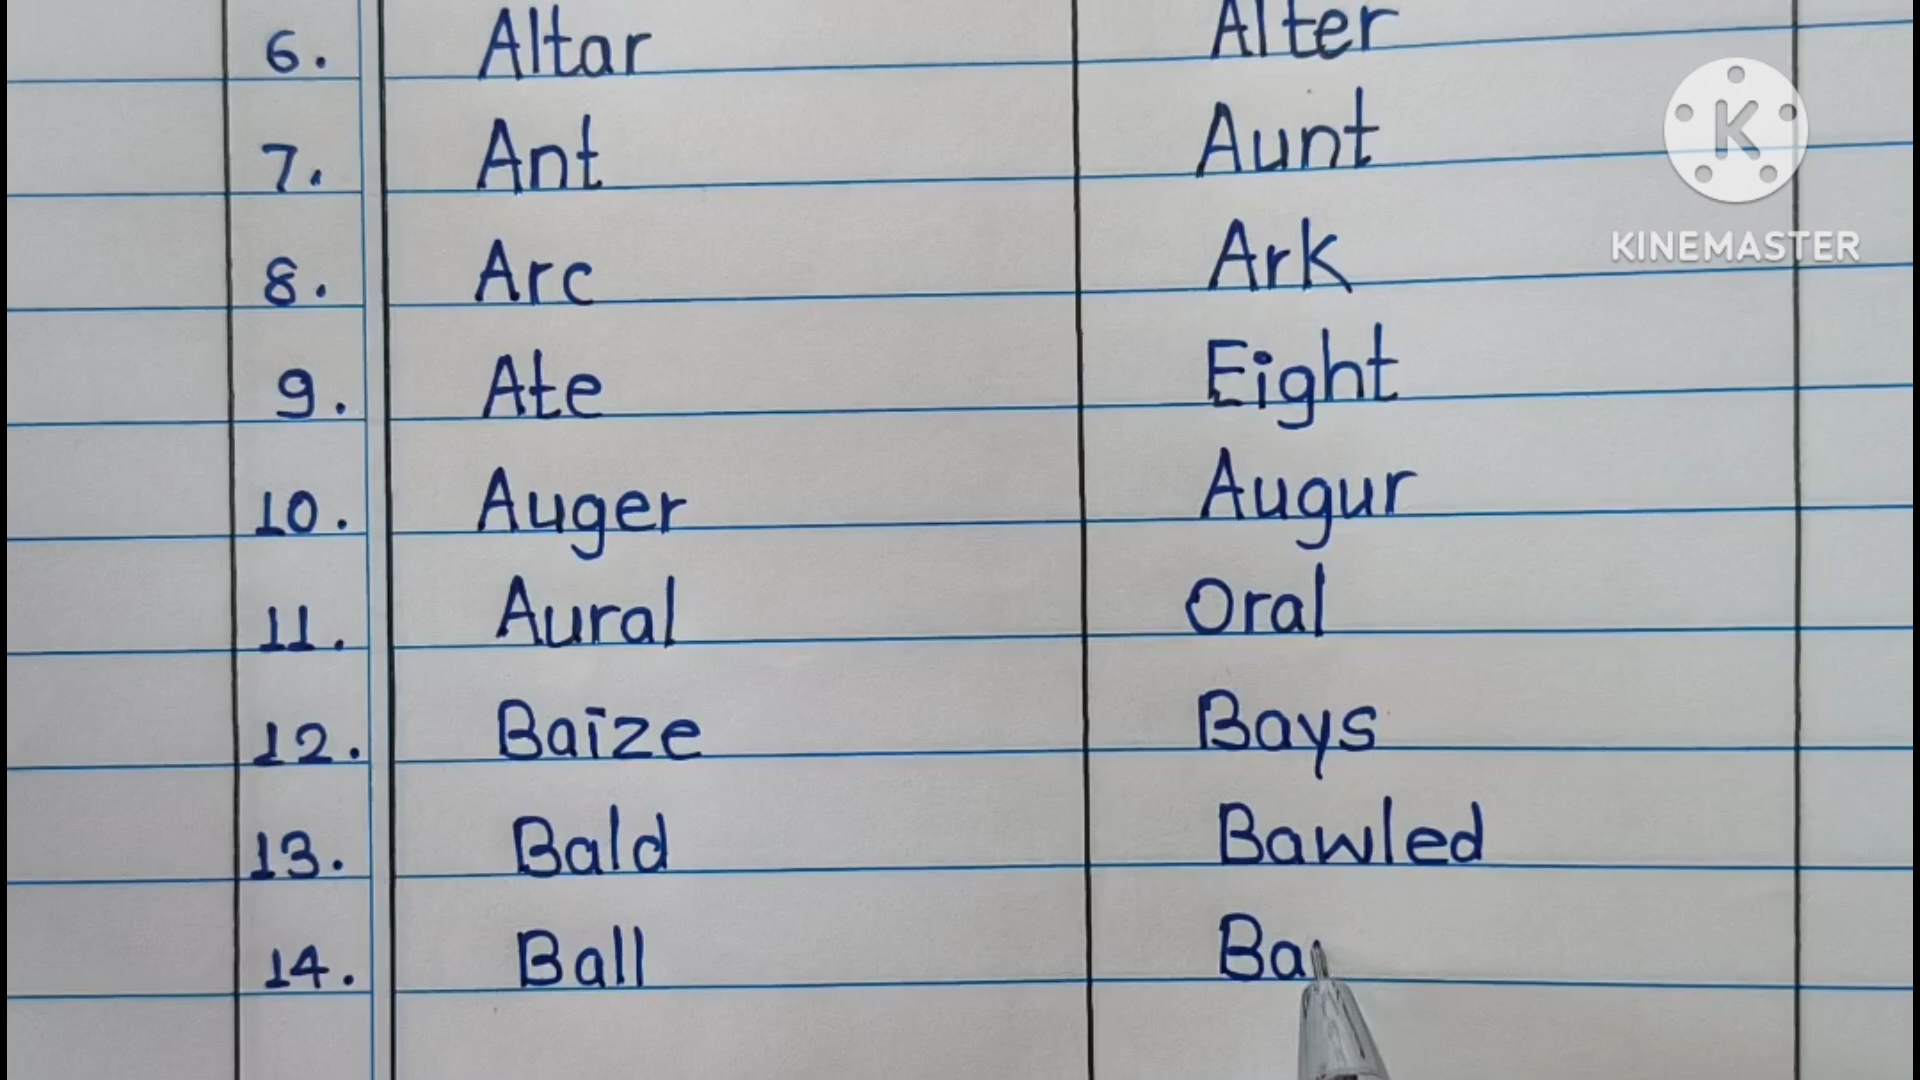 6. Altar Alter
7. Ant Aunt
8. Arc Ark
9. Ate Eight
10. Auger Augur
11. Aural Oral
12. Baize Bays
13. Bald Bawled
14. Ball Ba
K
KINEMASTER